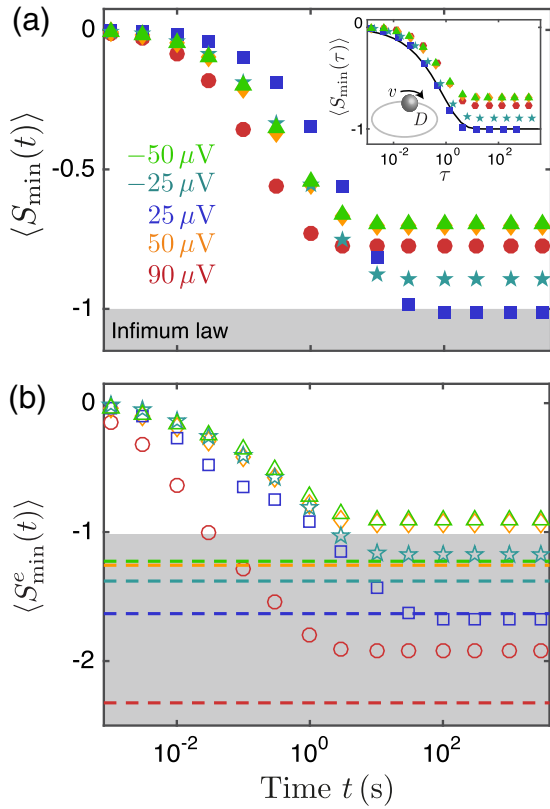 (a)
0
-0.5
-1
⟨S_min(t)⟩
−50 μV
−25 μV
25 μV
50 μV
90 μV
Infimum law
⟨S_min(τ)⟩
0
-1
v
D
10^-2
10^0
10^2
τ
(b)
0
-1
-2
⟨S^e_min(t)⟩
10^-2
10^0
10^2
Time t (s)